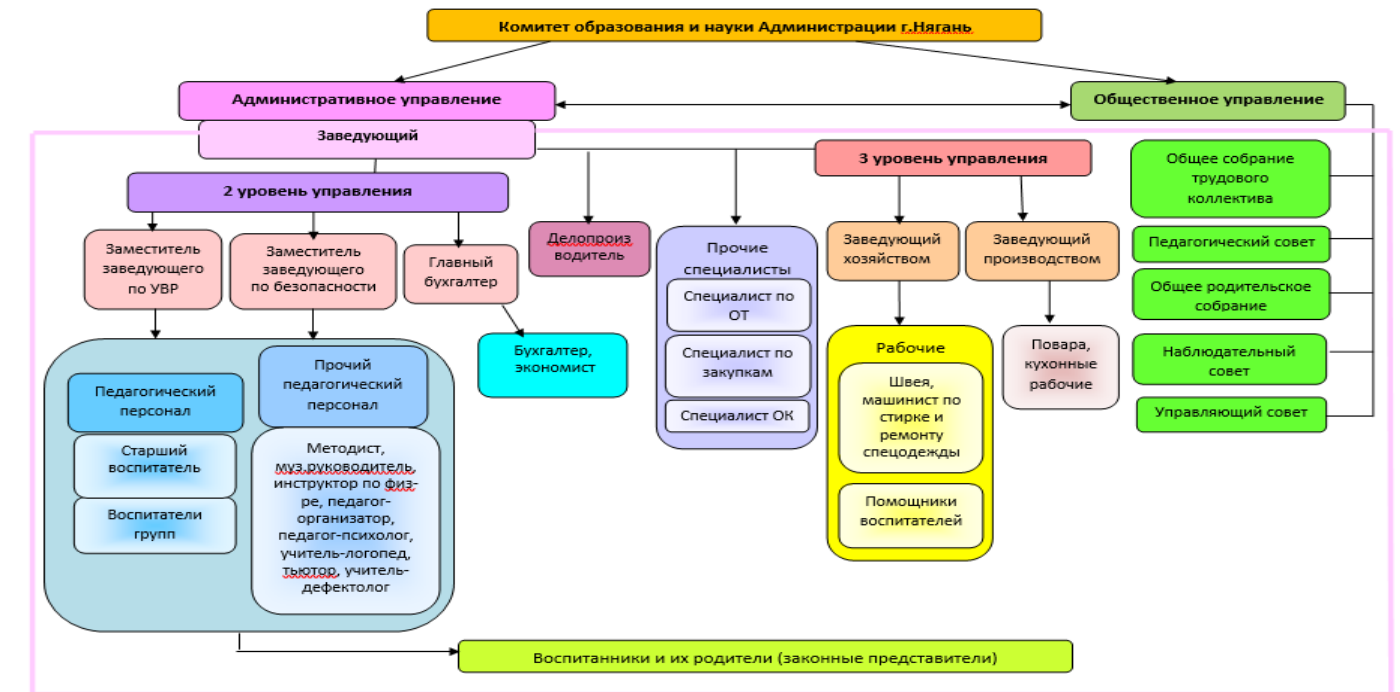 Комитет образования и науки Администрации г.Нягань
Административное управление
Общественное управление
Заведующий
3 уровень управления
2 уровень управления
Заместитель
заведующего
по УВР
Заместитель
заведующего
по безопасности
Главный
бухгалтер
Делопроиз
водитель
Прочие
специалисты
Специалист по
ОТ
Специалист по
закупкам
Специалист ОК
Заведующий
хозяйством
Заведующий
производством
Общее собрание
трудового
коллектива
Педагогический совет
Общее родительское
собрание
Наблюдательный
совет
Управляющий совет
Бухгалтер,
экономист
Рабочие
Швея,
машинист по
стирке и
ремонту
спецодежды
Помощники
воспитателей
Повара,
кухонные
рабочие
Педагогический
персонал
Старший
воспитатель
Воспитатели
групп
Прочий
педагогический
персонал
Методист,
муз.руководитель,
инструктор по физ-
ре, педагог-
организатор,
педагог-психолог,
учитель-логопед,
тьютор, учитель-
дефектолог
Воспитанники и их родители (законные представители)